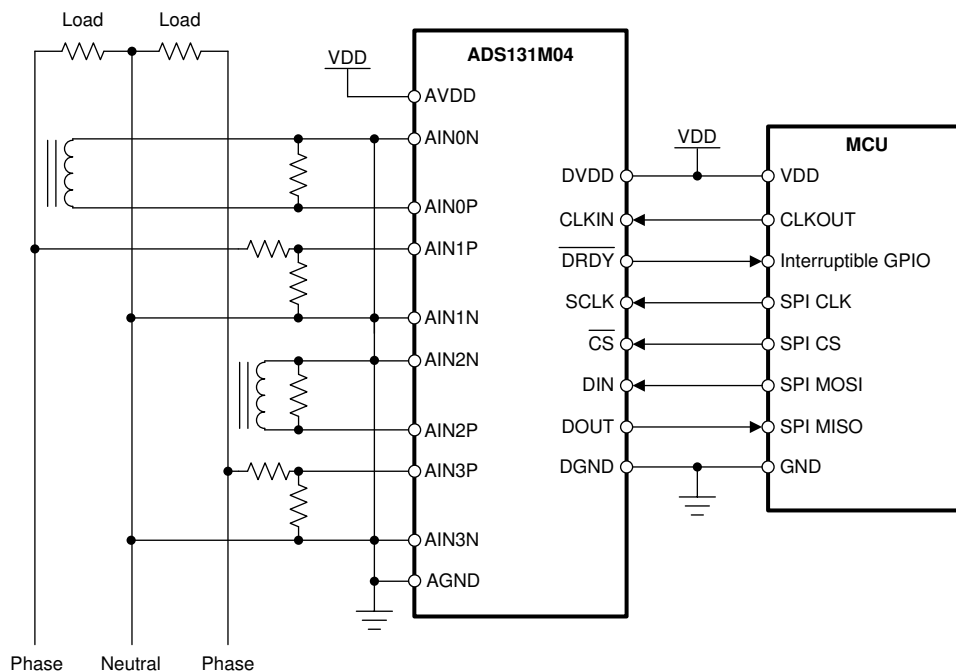 Load Load
VDD
ADS131M04
AVDD
AIN0N
AIN0P
AIN1P
AIN1N
AIN2N
AIN2P
AIN3P
AIN3N
AGND
DVDD
CLKIN
DRDY
SCLK
CS
DIN
DOUT
DGND
VDD
MCU
VDD
CLKOUT
Interruptible GPIO
SPI CLK
SPI CS
SPI MOSI
SPI MISO
GND
Phase Neutral Phase